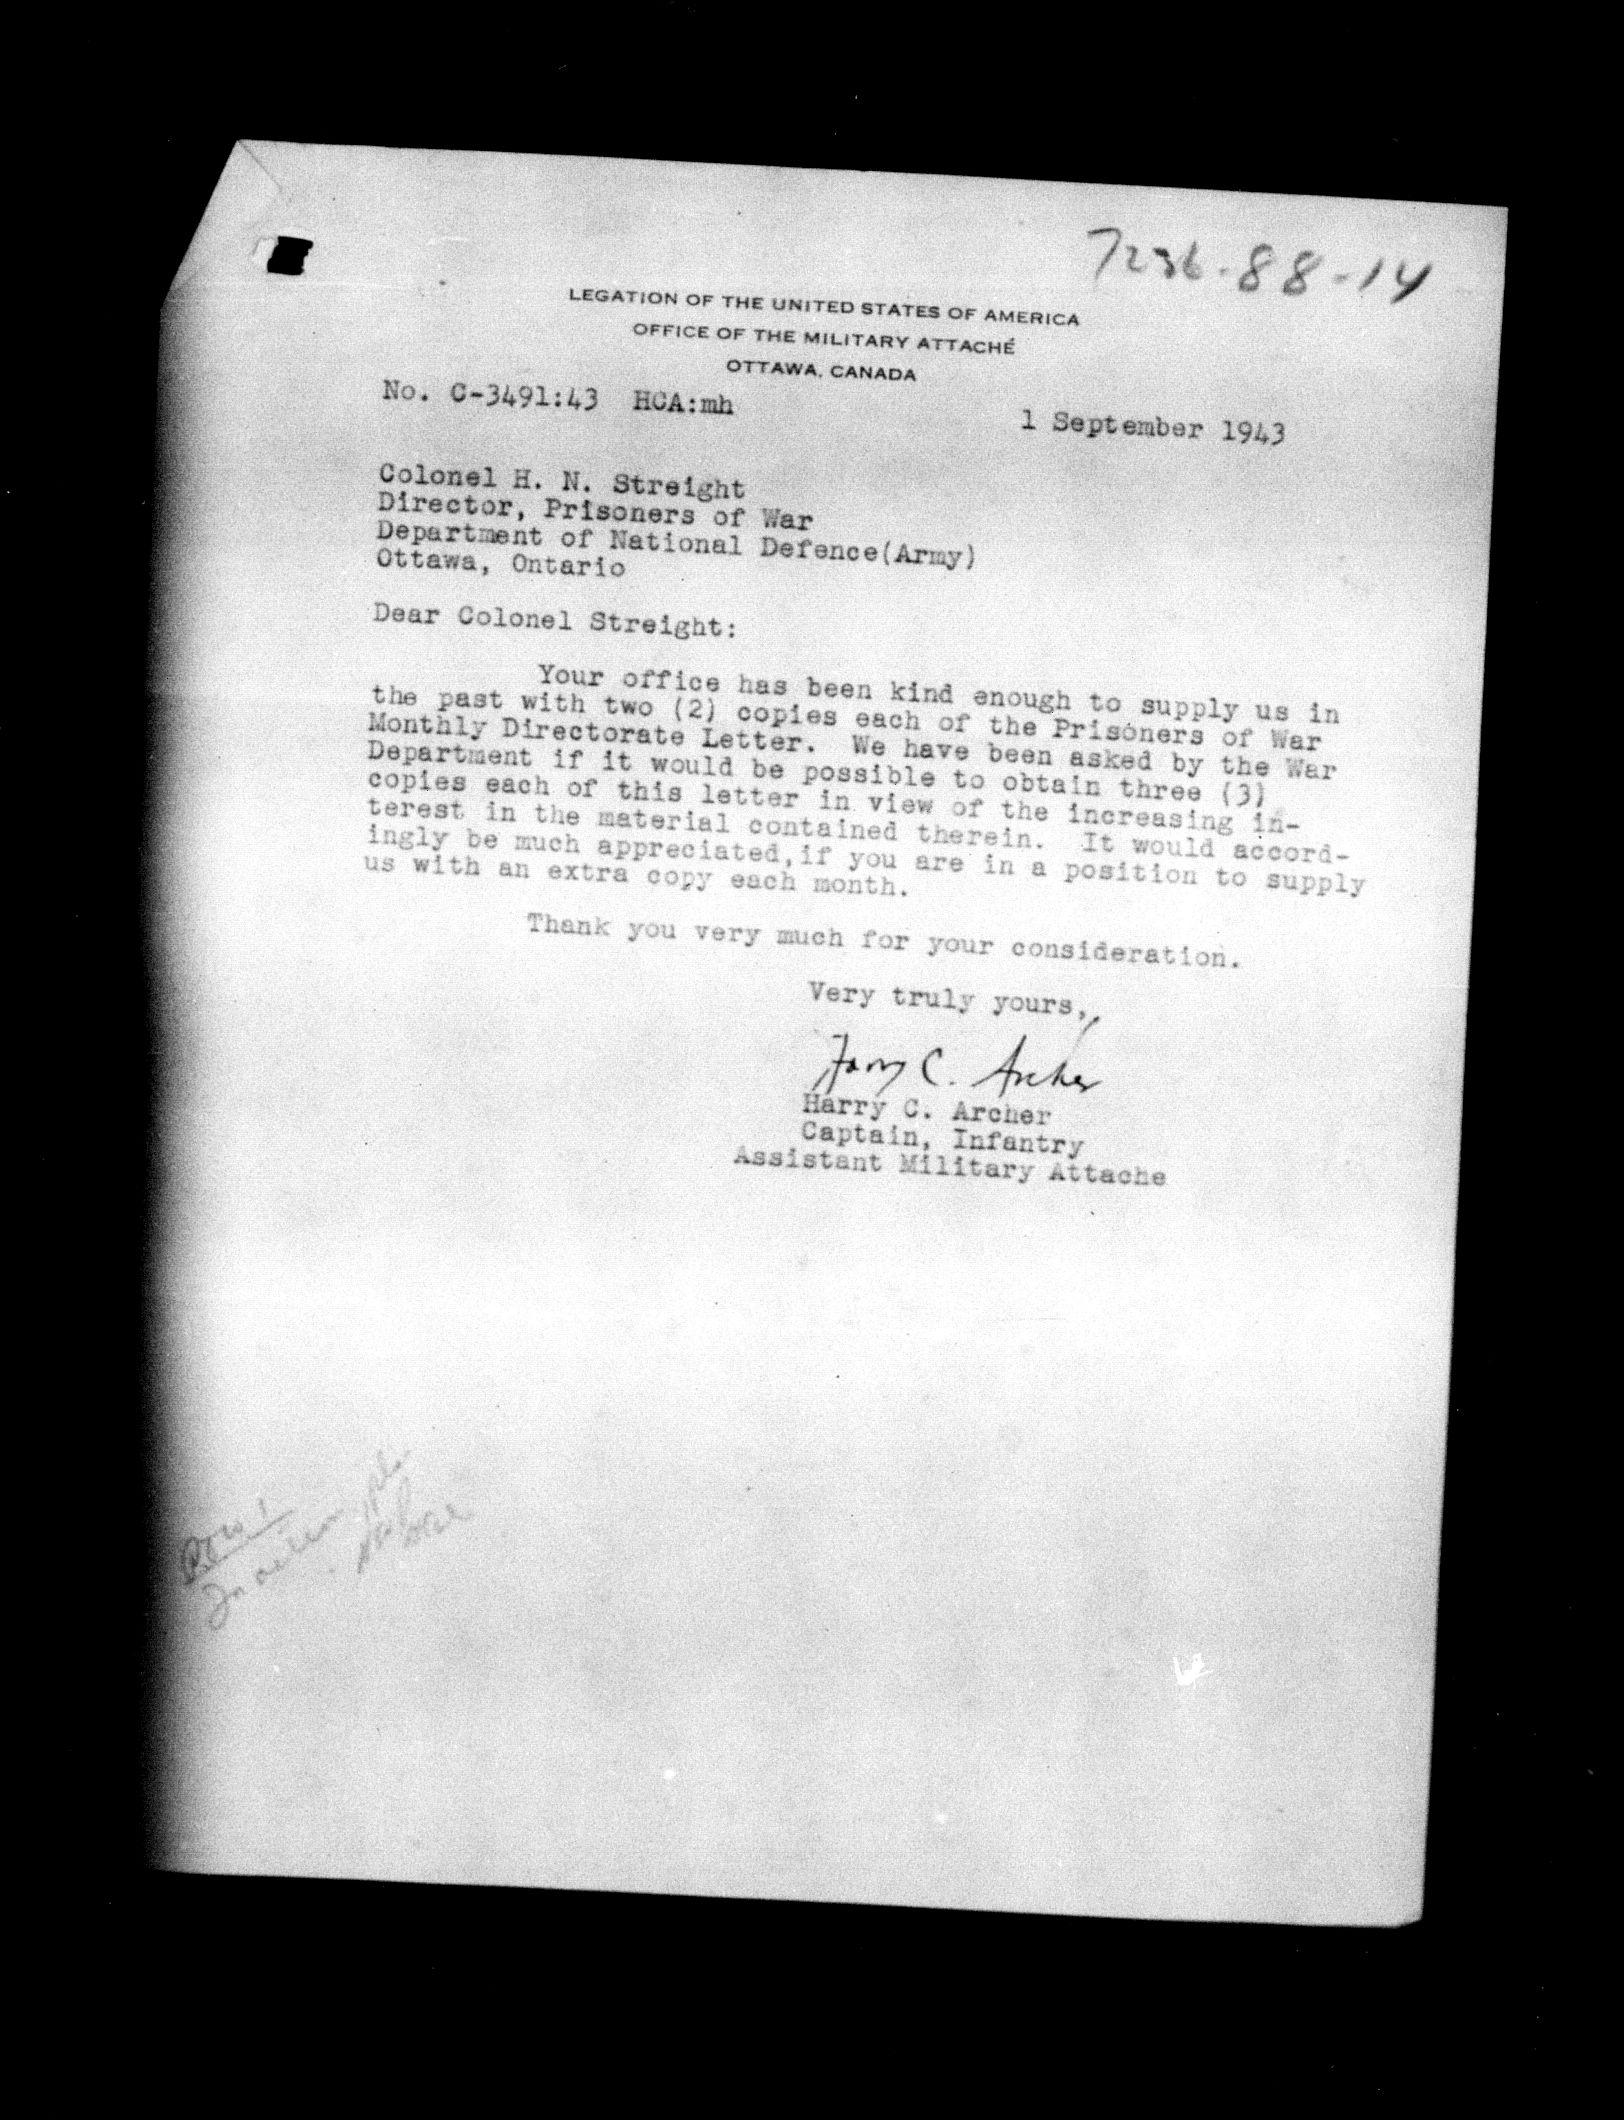 7236-88-14
LEGATION OF THE UNITED STATES OF AMERICA
OFFICE OF THE MILITARY ATTACHÉ
OTTAWA, CANADA
No. C-3491:43 HCA:mh
1 September 1943
Colonel H. N. Streight
Director, Prisoners of War
Department of National Defence(Army)
Ottawa, Ontario
Dear Colonel Streight:
Your office has been kind enough to supply us in
the past with two (2) copies each of the Prisoners of War
Monthly Directorate Letter. We have been asked by the War
Department if it would be possible to obtain three (3)
copies each of this letter in view of the increasing in-
terest in the material contained therein. It would accord-
ingly be much appreciated,if you are in a position to supply
us with an extra copy each month.
Thank you very much for your consideration.
Very truly yours,
Harry C. Archer
Harry C. Archer
Captain, Infantry
Assistant Military Attache
POW 1